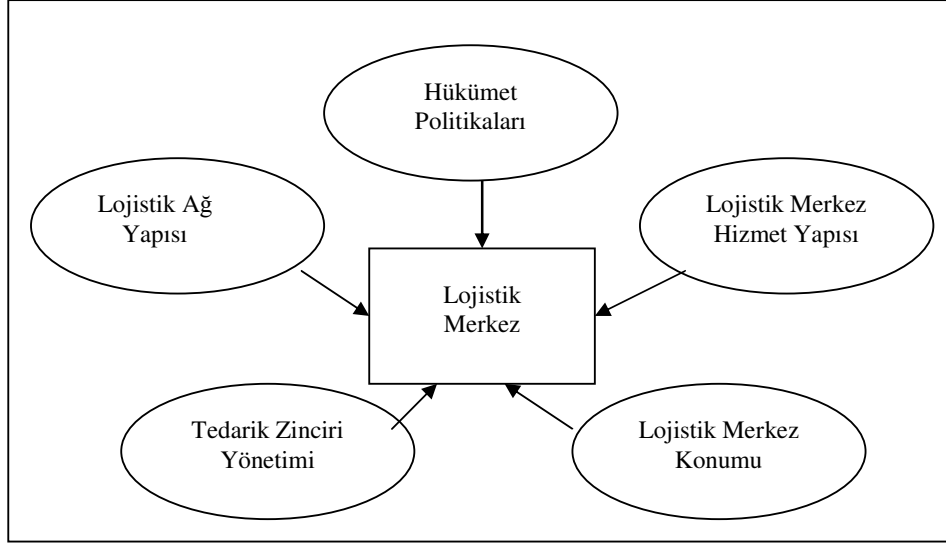 Hükümet
Politikaları
Lojistik Ağ
Yapısı
Lojistik Merkez
Hizmet Yapısı
Lojistik
Merkez
Tedarik Zinciri
Yönetimi
Lojistik Merkez
Konumu